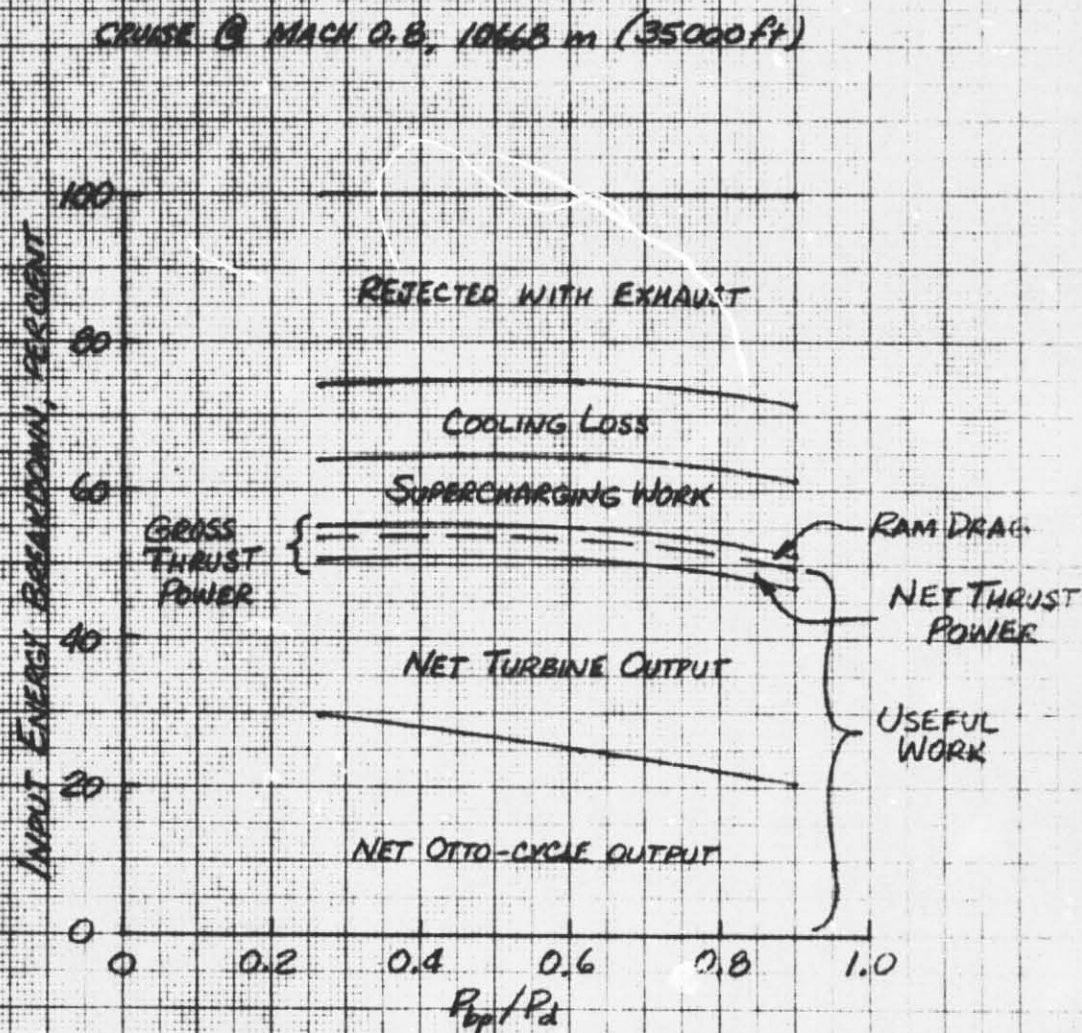 CRUISE @ MACH 0.8, 10668 m (35000 ft)
INPUT ENERGY BREAKDOWN, PERCENT
100
80
60
40
20
0
REJECTED WITH EXHAUST
COOLING LOSS
SUPERCHARGING WORK
GROSS
THRUST
POWER
RAM DRAG
NET THRUST
POWER
NET TURBINE OUTPUT
USEFUL
WORK
NET OTTO-CYCLE OUTPUT
0
0.2
0.4
0.6
0.8
1.0
Pbp/Pd